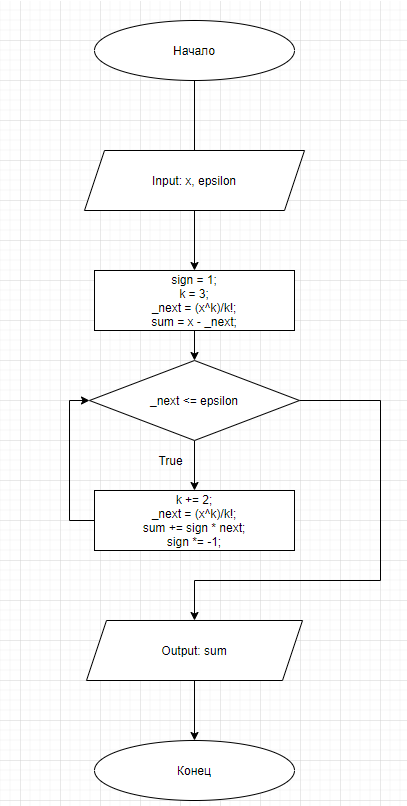 Начало
Input: x, epsilon
sign = 1;
k = 3;
_next = (x^k)/k!;
sum = x - _next;
_next <= epsilon
True
k += 2;
_next = (x^k)/k!;
sum += sign * next;
sign *= -1;
Output: sum
Конец